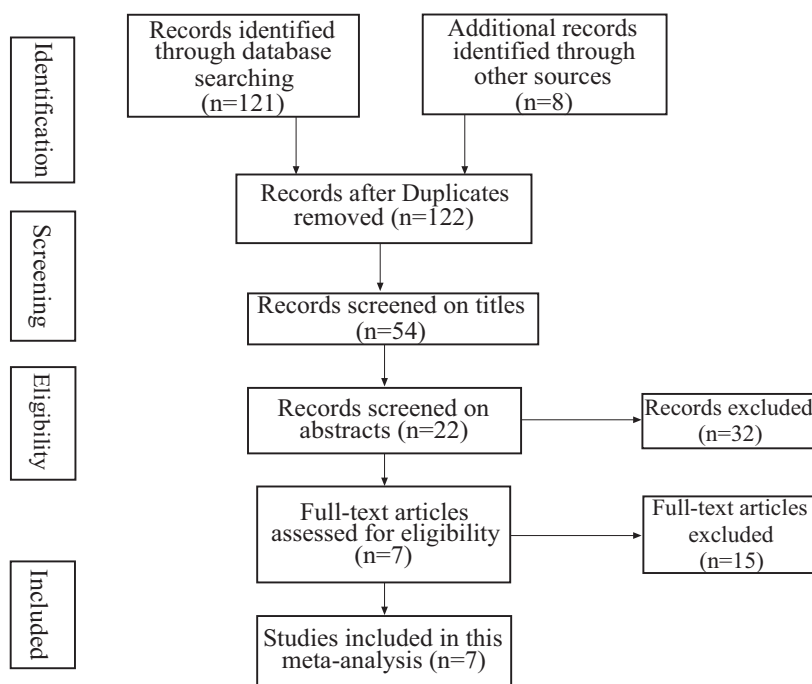 Identification
Records identified
through database
searching
(n=121)
Additional records
identified through
other sources
(n=8)
Records after Duplicates
removed (n=122)
Screening
Records screened on titles
(n=54)
Eligibility
Records screened on
abstracts (n=22)
Records excluded
(n=32)
Full-text articles
assessed for eligibility
(n=7)
Full-text articles
excluded
(n=15)
Included
Studies included in this
meta-analysis (n=7)